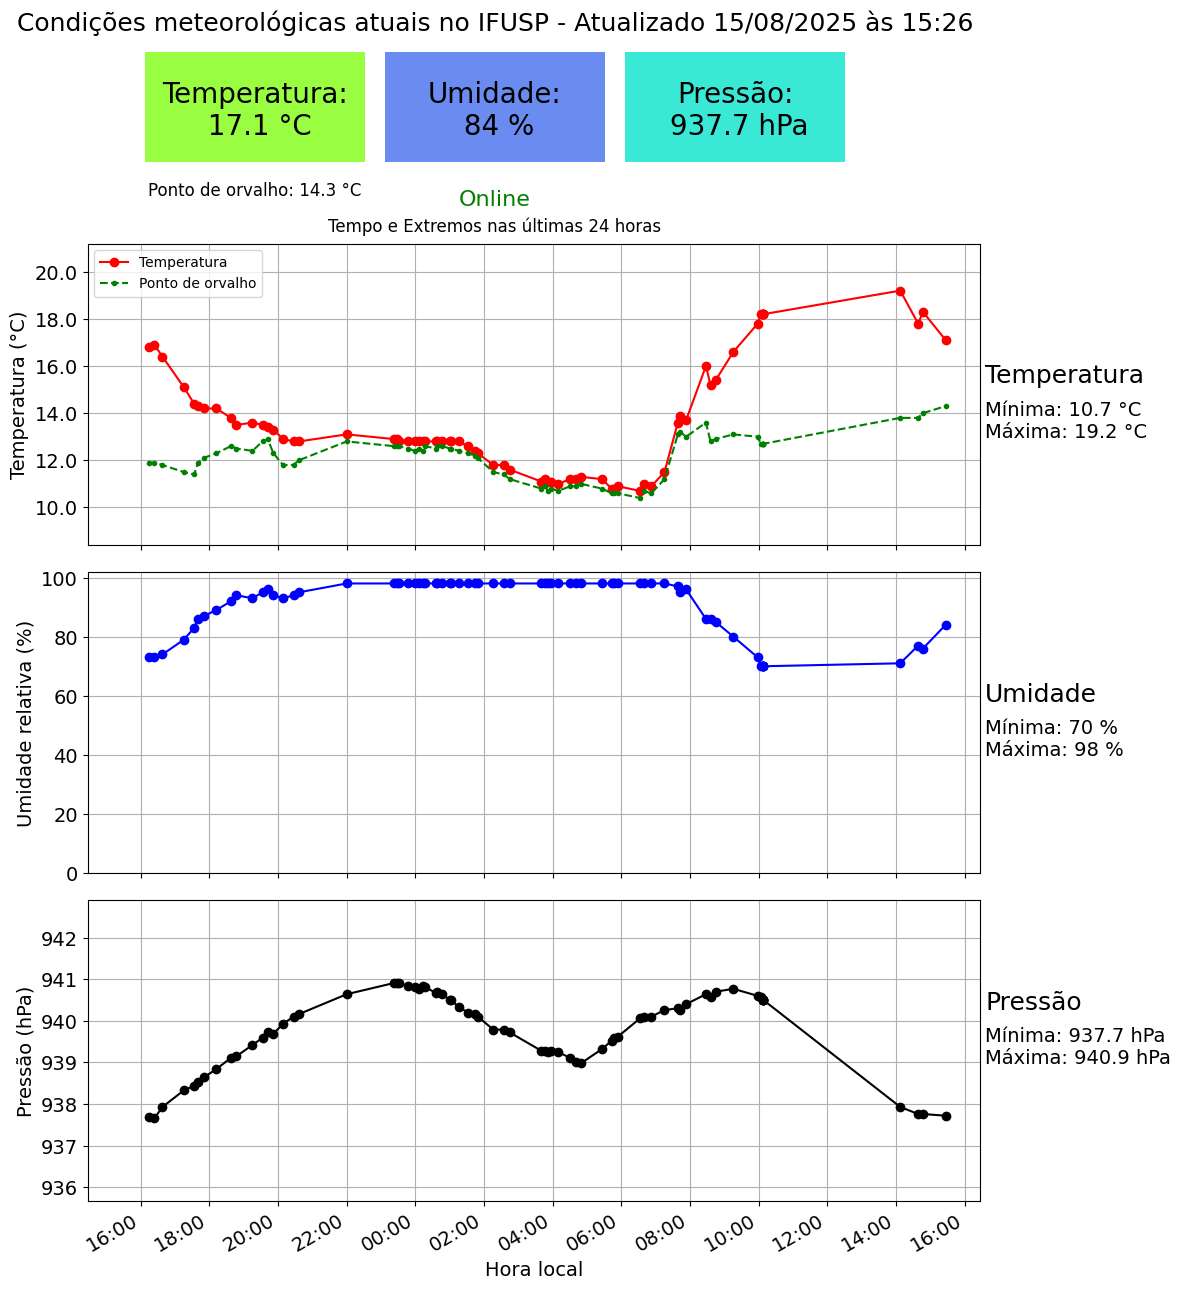 Condições meteorológicas atuais no IFUSP - Atualizado 15/08/2025 às 15:26
Temperatura:
17.1 °C
Umidade:
84 %
Pressão:
937.7 hPa
Ponto de orvalho: 14.3 °C
Online
Tempo e Extremos nas últimas 24 horas
Temperatura
Ponto de orvalho
20.0
18.0
16.0
14.0
12.0
10.0
Temperatura (°C)
Temperatura
Mínima: 10.7 °C
Máxima: 19.2 °C
100
80
60
40
20
0
Umidade relativa (%)
Umidade
Mínima: 70 %
Máxima: 98 %
942
941
940
939
938
937
936
Pressão (hPa)
Pressão
Mínima: 937.7 hPa
Máxima: 940.9 hPa
16:00
18:00
20:00
22:00
00:00
02:00
04:00
06:00
08:00
10:00
12:00
14:00
16:00
Hora local